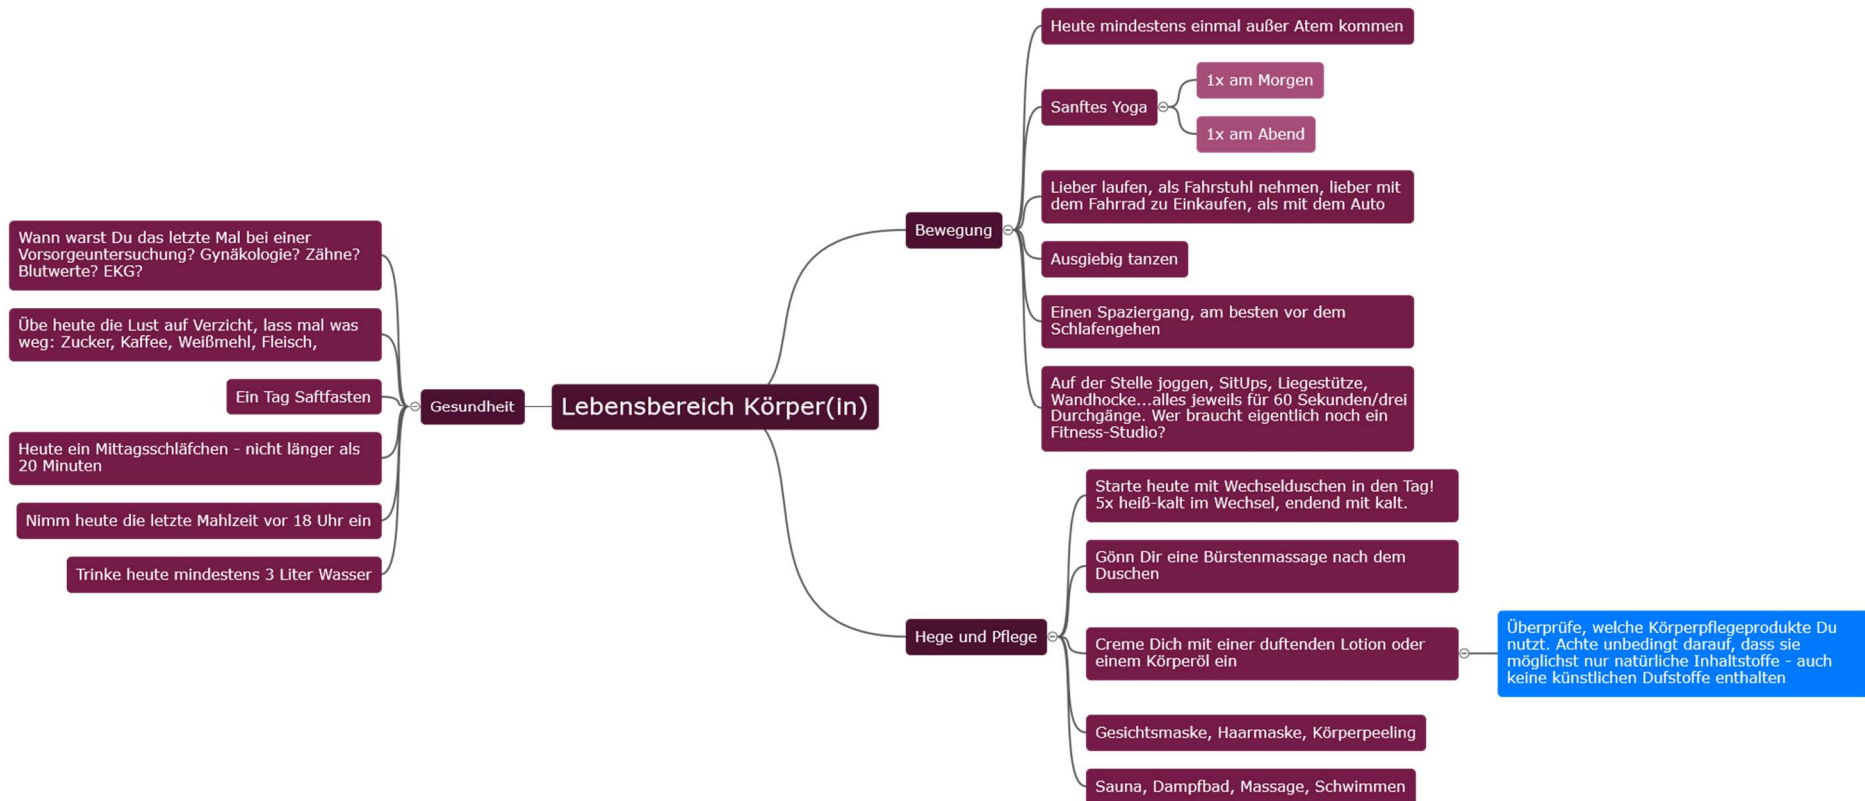 Lebensbereich Körper(in)
Bewegung
Heute mindestens einmal außer Atem kommen
Sanftes Yoga
1x am Morgen
1x am Abend
Lieber laufen, als Fahrstuhl nehmen, lieber mit
dem Fahrrad zu Einkaufen, als mit dem Auto
Ausgiebig tanzen
Einen Spaziergang, am besten vor dem
Schlafengehen
Auf der Stelle joggen, SitUps, Liegestütze,
Wandhocke...alles jeweils für 60 Sekunden/drei
Durchgänge. Wer braucht eigentlich noch ein
Fitness-Studio?
Hege und Pflege
Starte heute mit Wechselduschen in den Tag!
5x heiß-kalt im Wechsel, endend mit kalt.
Gönn Dir eine Bürstenmassage nach dem
Duschen
Creme Dich mit einer duftenden Lotion oder
einem Körperöl ein
Überprüfe, welche Körperpflegeprodukte Du
nutzt. Achte unbedingt darauf, dass sie
möglichst nur natürliche Inhaltstoffe - auch
keine künstlichen Dufstoffe enthalten
Gesichtsmaske, Haarmaske, Körperpeeling
Sauna, Dampfbad, Massage, Schwimmen
Gesundheit
Wann warst Du das letzte Mal bei einer
Vorsorgeuntersuchung? Gynäkologie? Zähne?
Blutwerte? EKG?
Übe heute die Lust auf Verzicht, lass mal was
weg: Zucker, Kaffee, Weißmehl, Fleisch,
Ein Tag Saftfasten
Heute ein Mittagsschläfchen - nicht länger als
20 Minuten
Nimm heute die letzte Mahlzeit vor 18 Uhr ein
Trinke heute mindestens 3 Liter Wasser